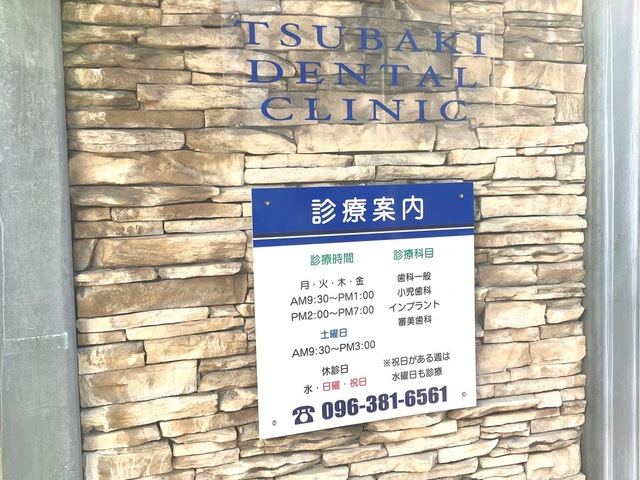 TSUBAKI
DENTAL
CLINIC
診療案内
診療時間
月・火・木・金
AM9:30〜PM1:00
PM2:00〜PM7:00
土曜日
AM9:30〜PM3:00
休診日
水・日曜・祝日
診療科目
歯科一般
小児歯科
インプラント
審美歯科
※祝日がある週は
水曜日も診療
☎ 096-381-6561